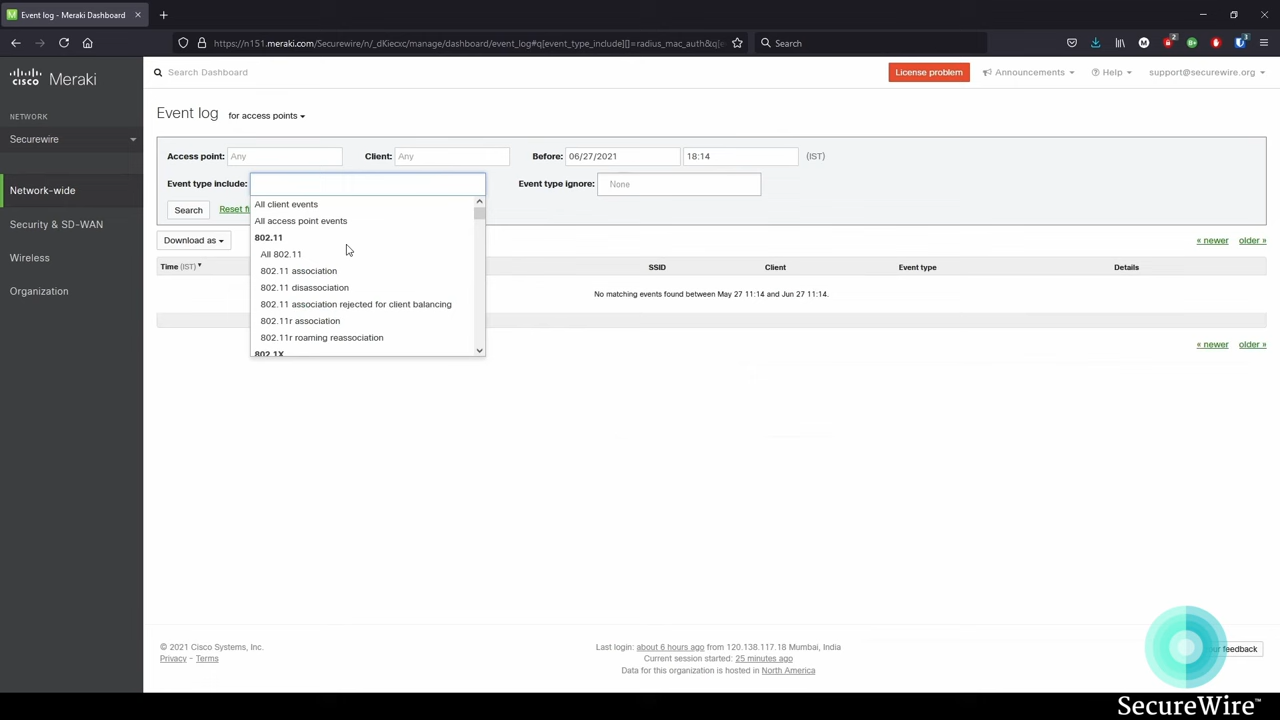 Event log - Meraki Dashboard
https://n151.meraki.com/Securewire/n/_dKiecxc/manage/dashboard/event_log#q[event_type_include][]=radius_mac_auth&q[
Search
cisco Meraki
Search Dashboard
License problem
Announcements
Help
support@securewire.org
NETWORK
Securewire
Network-wide
Security & SD-WAN
Wireless
Organization
Event log for access points
Access point: Any Client: Any Before: 06/27/2021 18:14 (IST)
Event type include: Event type ignore: None
Search Reset fi
All client events
All access point events
802.11
All 802.11
802.11 association
802.11 disassociation
802.11 association rejected for client balancing
802.11r association
802.11r roaming reassociation
802.1X
Download as
« newer older »
Time (IST) SSID Client Event type Details
No matching events found between May 27 11:14 and Jun 27 11:14.
« newer older »
© 2021 Cisco Systems, Inc.
Privacy - Terms
Last login: about 6 hours ago from 120.138.117.18 Mumbai, India
Current session started: 25 minutes ago
Data for this organization is hosted in North America
feedback
SecureWire™